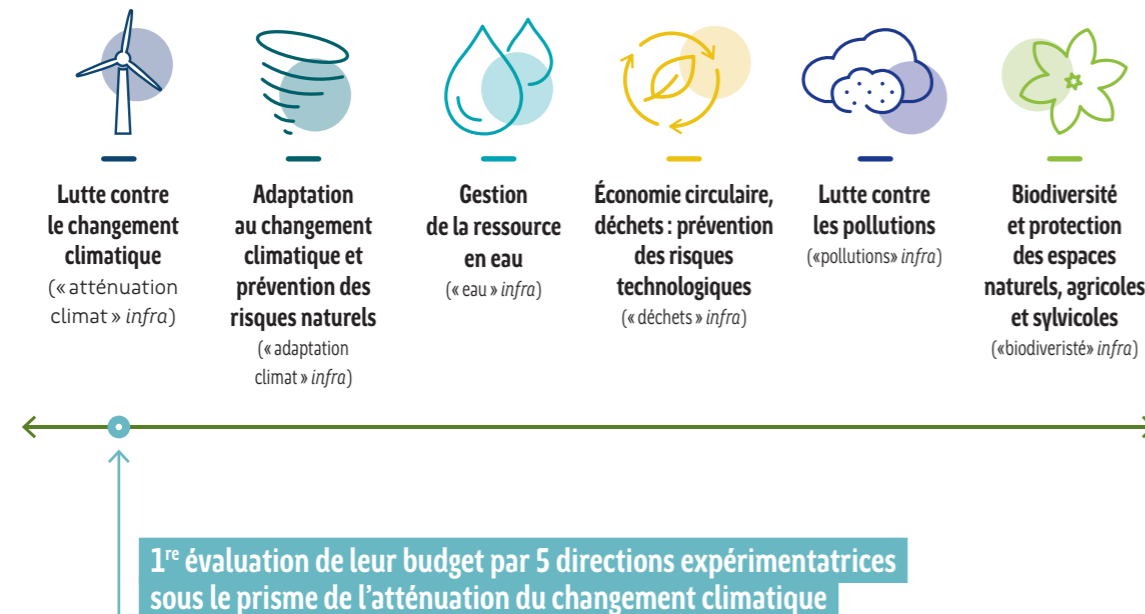 Lutte contre
le changement
climatique
(« atténuation
climat » infra)
Adaptation
au changement
climatique et
prévention des
risques naturels
(« adaptation
climat » infra)
Gestion
de la ressource
en eau
(« eau » infra)
Économie circulaire,
déchets : prévention
des risques
technologiques
(« déchets » infra)
Lutte contre
les pollutions
(«pollutions» infra)
Biodiversité
et protection
des espaces
naturels, agricoles
et sylvicoles
(«biodiveristé» infra)
1re évaluation de leur budget par 5 directions expérimentatrices
sous le prisme de l’atténuation du changement climatique